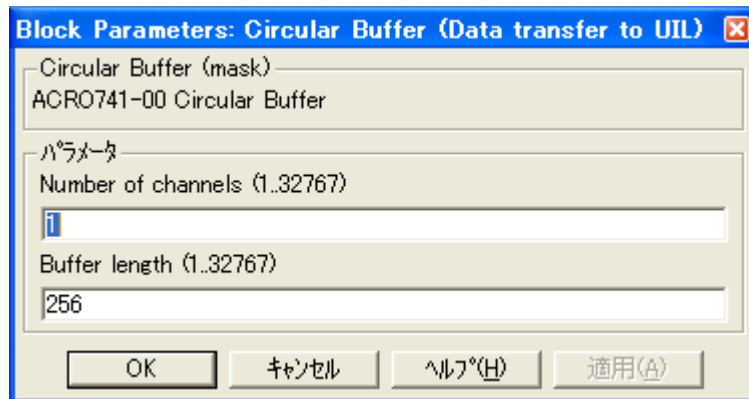 Block Parameters: Circular Buffer (Data transfer to UIL)
Circular Buffer (mask)
ACRO741-00 Circular Buffer
パラメータ
Number of channels (1..32767)
1
Buffer length (1..32767)
256
OK キャンセル ヘルプ(H) 適用(A)